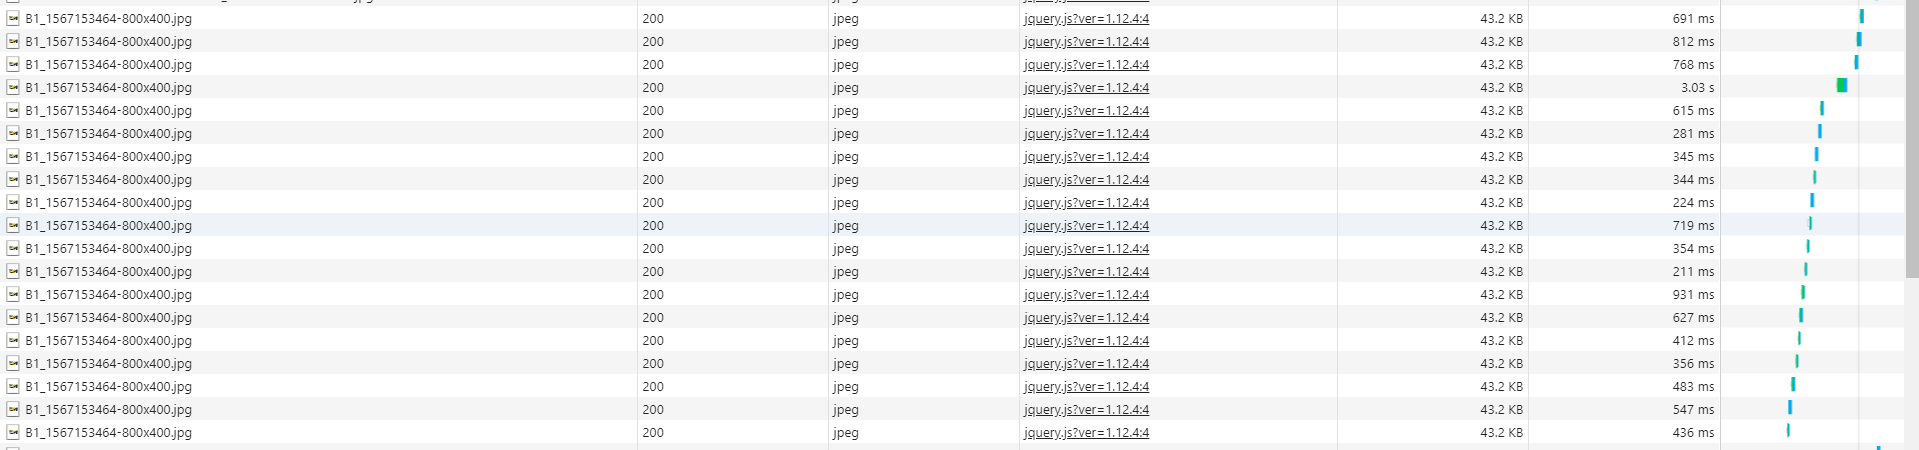 B1_1567153464-800x400.jpg 200 jpeg jquery.js?ver=1.12.4:4 43.2 KB 691 ms
B1_1567153464-800x400.jpg 200 jpeg jquery.js?ver=1.12.4:4 43.2 KB 812 ms
B1_1567153464-800x400.jpg 200 jpeg jquery.js?ver=1.12.4:4 43.2 KB 768 ms
B1_1567153464-800x400.jpg 200 jpeg jquery.js?ver=1.12.4:4 43.2 KB 3.03 s
B1_1567153464-800x400.jpg 200 jpeg jquery.js?ver=1.12.4:4 43.2 KB 615 ms
B1_1567153464-800x400.jpg 200 jpeg jquery.js?ver=1.12.4:4 43.2 KB 281 ms
B1_1567153464-800x400.jpg 200 jpeg jquery.js?ver=1.12.4:4 43.2 KB 345 ms
B1_1567153464-800x400.jpg 200 jpeg jquery.js?ver=1.12.4:4 43.2 KB 344 ms
B1_1567153464-800x400.jpg 200 jpeg jquery.js?ver=1.12.4:4 43.2 KB 224 ms
B1_1567153464-800x400.jpg 200 jpeg jquery.js?ver=1.12.4:4 43.2 KB 719 ms
B1_1567153464-800x400.jpg 200 jpeg jquery.js?ver=1.12.4:4 43.2 KB 354 ms
B1_1567153464-800x400.jpg 200 jpeg jquery.js?ver=1.12.4:4 43.2 KB 211 ms
B1_1567153464-800x400.jpg 200 jpeg jquery.js?ver=1.12.4:4 43.2 KB 931 ms
B1_1567153464-800x400.jpg 200 jpeg jquery.js?ver=1.12.4:4 43.2 KB 627 ms
B1_1567153464-800x400.jpg 200 jpeg jquery.js?ver=1.12.4:4 43.2 KB 412 ms
B1_1567153464-800x400.jpg 200 jpeg jquery.js?ver=1.12.4:4 43.2 KB 356 ms
B1_1567153464-800x400.jpg 200 jpeg jquery.js?ver=1.12.4:4 43.2 KB 483 ms
B1_1567153464-800x400.jpg 200 jpeg jquery.js?ver=1.12.4:4 43.2 KB 547 ms
B1_1567153464-800x400.jpg 200 jpeg jquery.js?ver=1.12.4:4 43.2 KB 436 ms